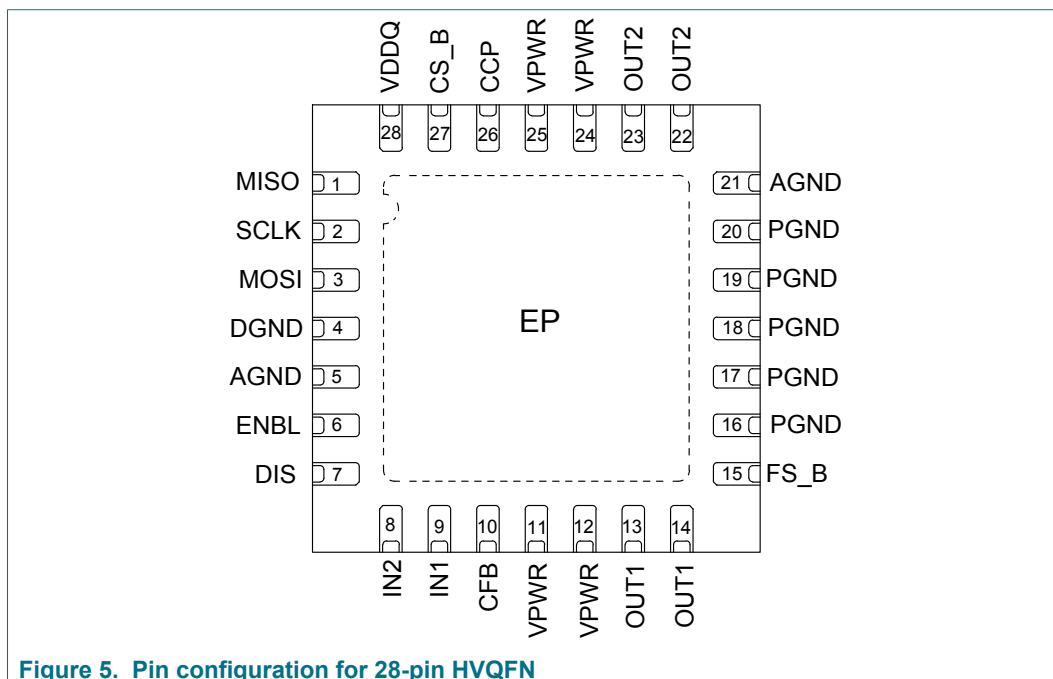 VDDQ
CS_B
CCP
VPWR
VPWR
OUT2
OUT2
28
27
26
25
24
23
22
MISO 1
SCLK 2
MOSI 3
DGND 4
AGND 5
ENBL 6
DIS 7
EP
21 AGND
20 PGND
19 PGND
18 PGND
17 PGND
16 PGND
15 FS_B
8
9
10
11
12
13
14
IN2
IN1
CFB
VPWR
VPWR
OUT1
OUT1
Figure 5. Pin configuration for 28-pin HVQFN